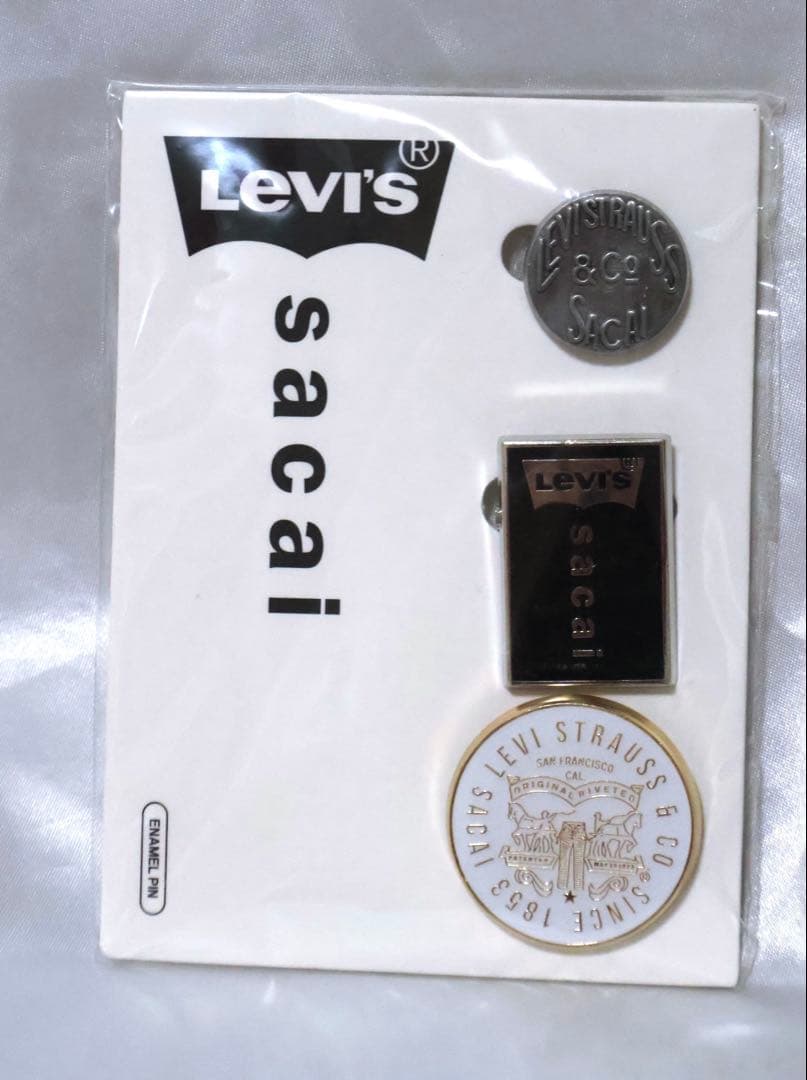 LEVI'S®
sacai
LEVI STRAUSS
& Co
SACAI
LEVI'S
sacai
LEVI STRAUSS & CO® SINCE 1853 SACAI
SAN FRANCISCO
CAL.
ORIGINAL RIVETED
ENAMEL PIN